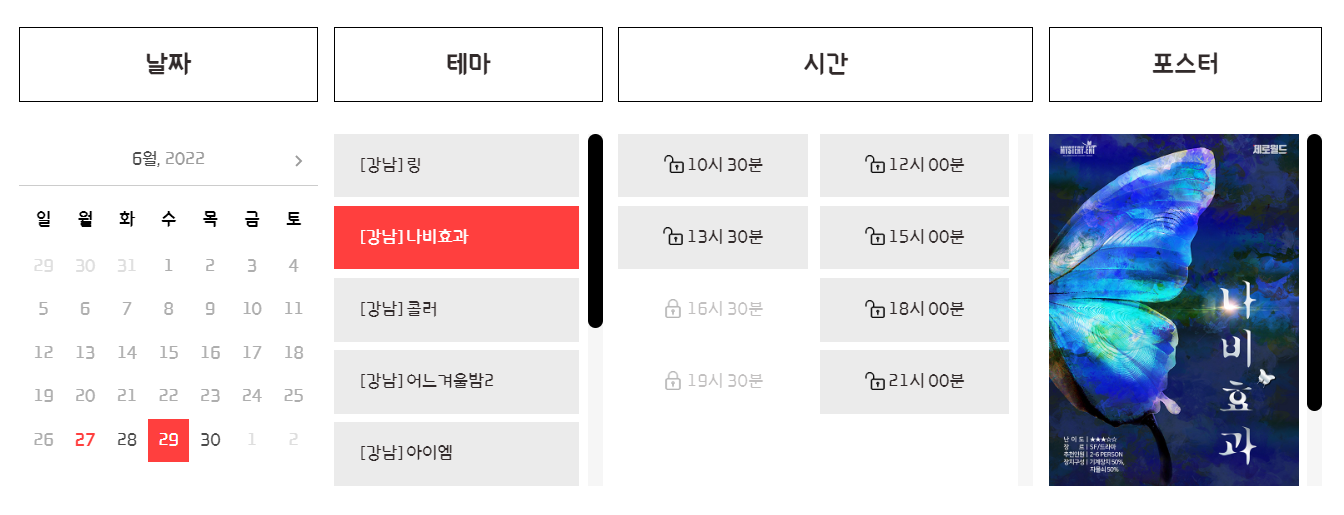 날짜
테마
시간
포스터
6월, 2022
일 월 화 수 목 금 토
29 30 31 1 2 3 4
5 6 7 8 9 10 11
12 13 14 15 16 17 18
19 20 21 22 23 24 25
26 27 28 29 30 1 2
[강남] 링
[강남] 나비효과
[강남] 콜러
[강남] 어느겨울밤2
[강남] 아이엠
10시 30분
12시 00분
13시 30분
15시 00분
16시 30분
18시 00분
19시 30분
21시 00분
MYSTERY ENT
제로월드
나
비
효
과
난 이 도 | ★★★☆☆
장 르 | SF/드라마
추천인원 | 2-6 PERSON
장치구성 | 기계장치 50%,
자물쇠 50%